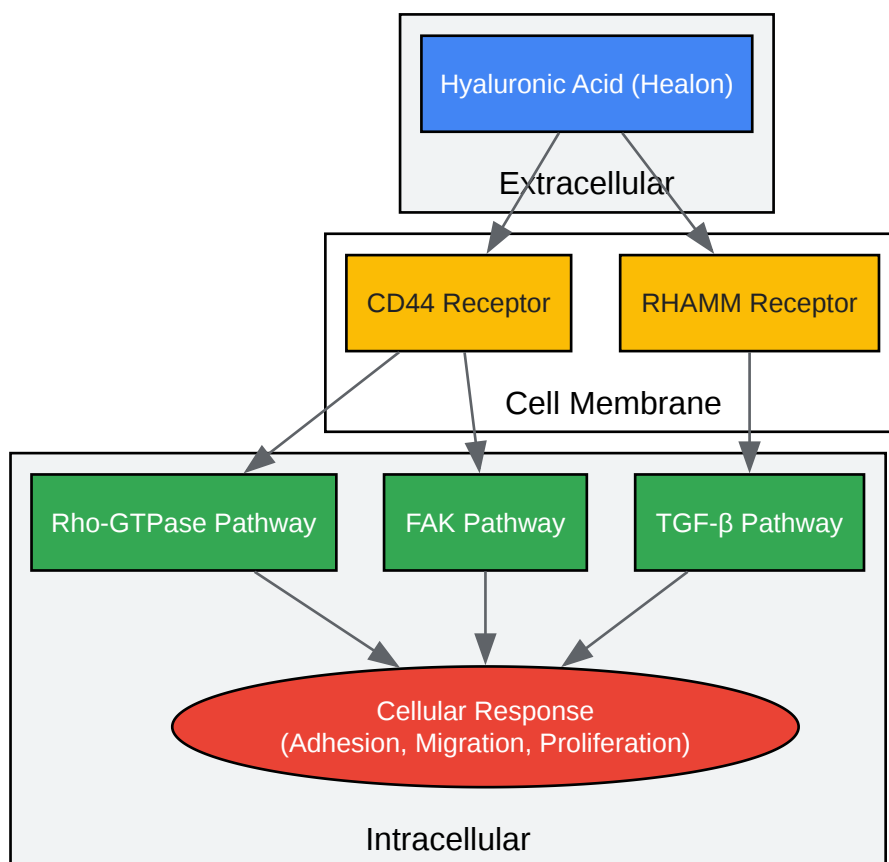 Hyaluronic Acid (Healon)
Extracellular
CD44 Receptor
RHAMM Receptor
Cell Membrane
Rho-GTPase Pathway
FAK Pathway
TGF-β Pathway
Cellular Response
(Adhesion, Migration, Proliferation)
Intracellular